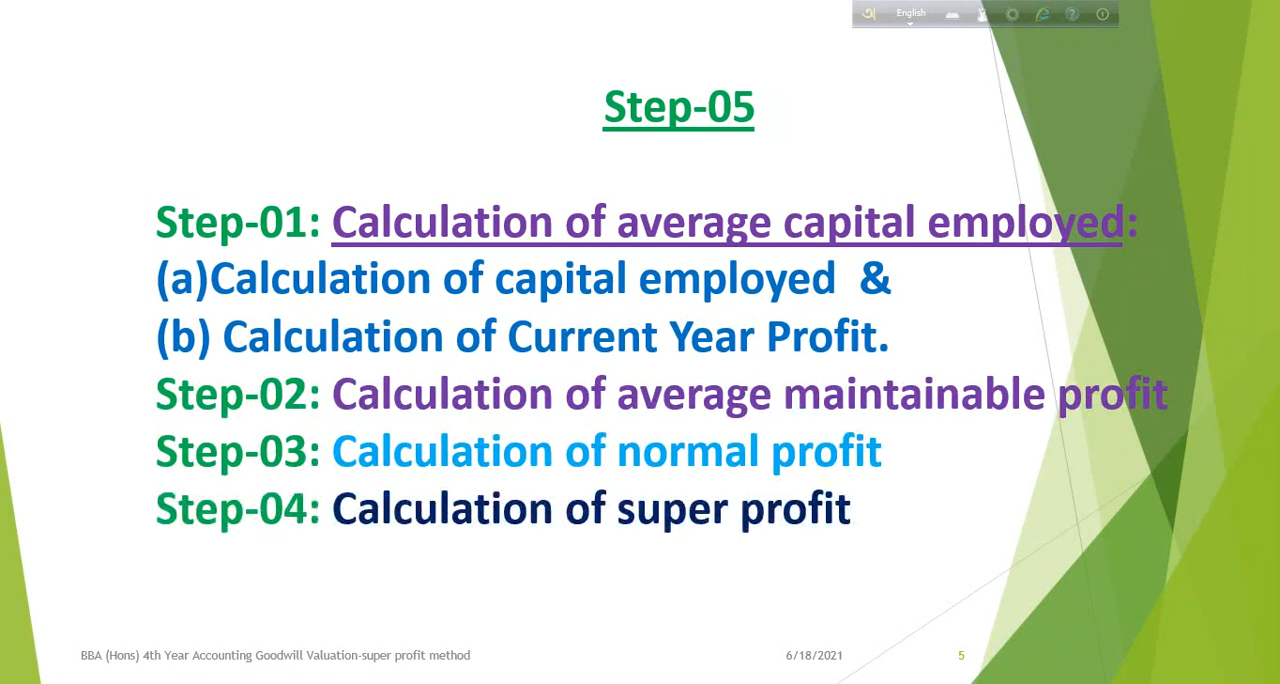 অ English
Step-05
Step-01: Calculation of average capital employed:
(a)Calculation of capital employed &
(b) Calculation of Current Year Profit.
Step-02: Calculation of average maintainable profit
Step-03: Calculation of normal profit
Step-04: Calculation of super profit
BBA (Hons) 4th Year Accounting Goodwill Valuation-super profit method 6/18/2021 5